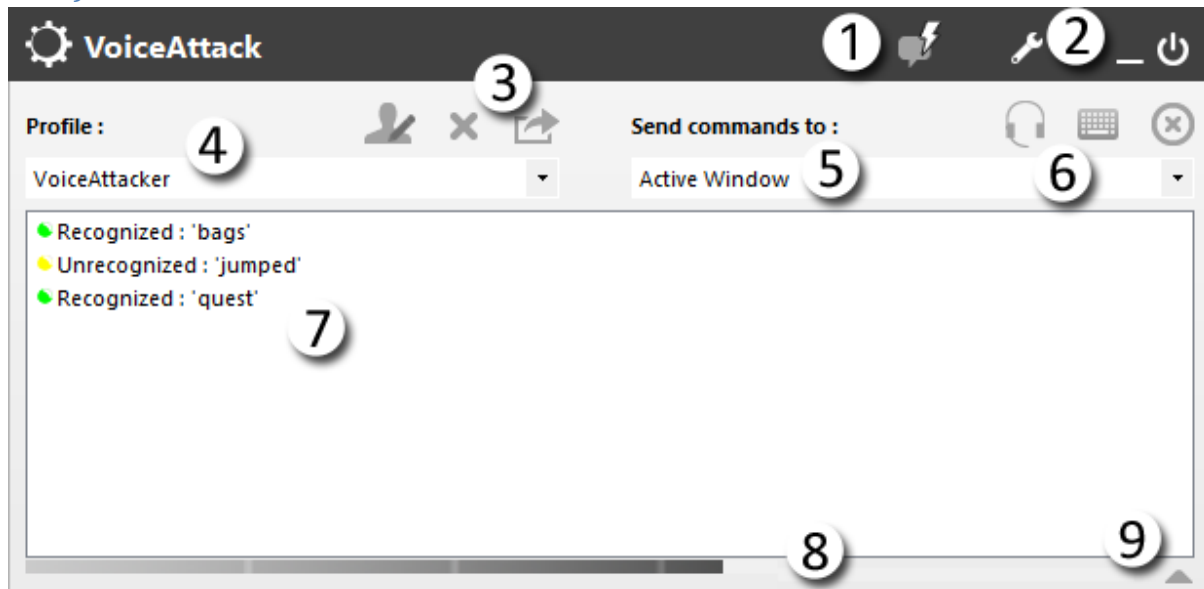 VoiceAttack
1
2
3
Profile :
4
Send commands to :
VoiceAttacker
Active Window
5
6
Recognized : 'bags'
Unrecognized : 'jumped'
Recognized : 'quest'
7
8
9